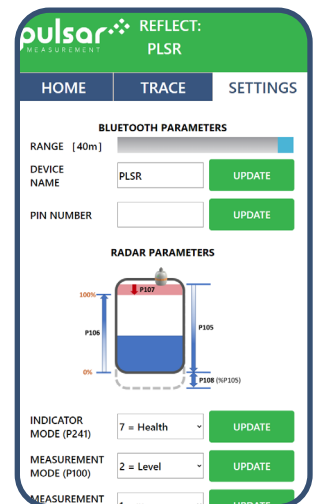 pulsar
MEASUREMENT
REFLECT:
PLSR
HOME TRACE SETTINGS
BLUETOOTH PARAMETERS
RANGE [40m]
DEVICE
NAME
PLSR
UPDATE
PIN NUMBER
UPDATE
RADAR PARAMETERS
P107
100%
P106
P105
0%
P108 (%P105)
INDICATOR
MODE (P241)
7 = Health
UPDATE
MEASUREMENT
MODE (P100)
2 = Level
UPDATE
MEASUREMENT
UPDATE